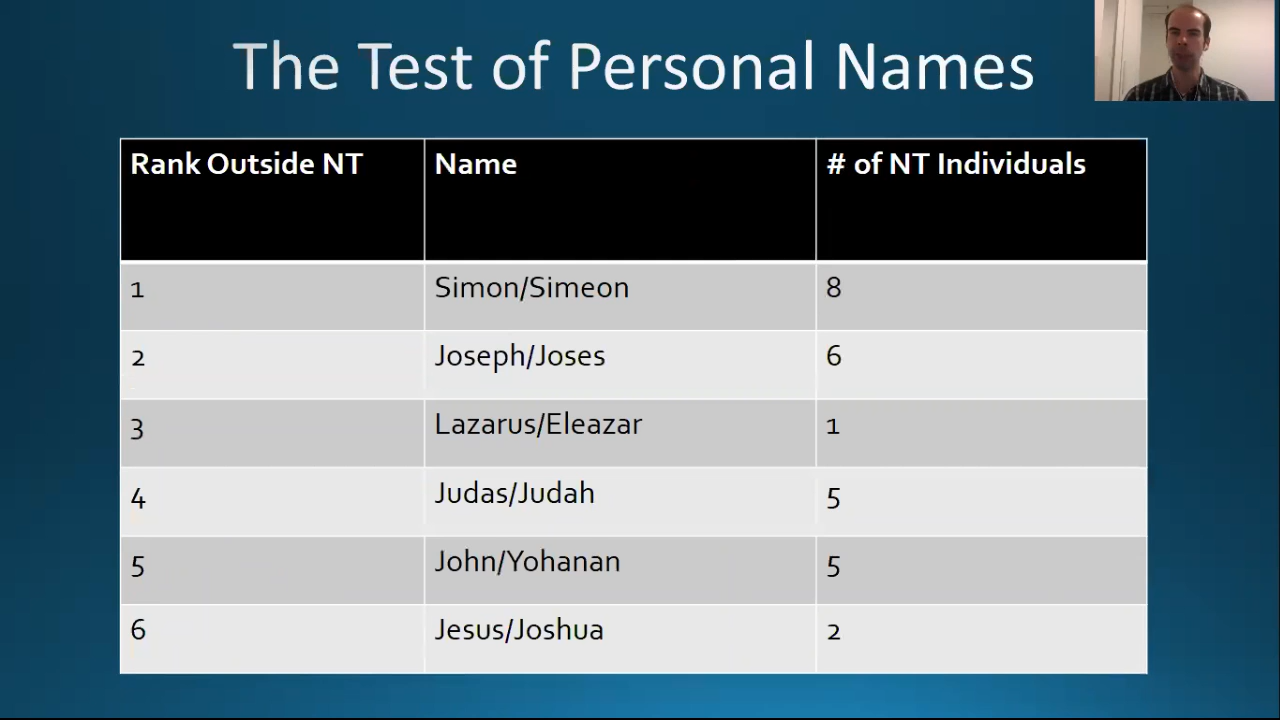 The Test of Personal Names
Rank Outside NT Name # of NT Individuals
1 Simon/Simeon 8
2 Joseph/Joses 6
3 Lazarus/Eleazar 1
4 Judas/Judah 5
5 John/Yohanan 5
6 Jesus/Joshua 2